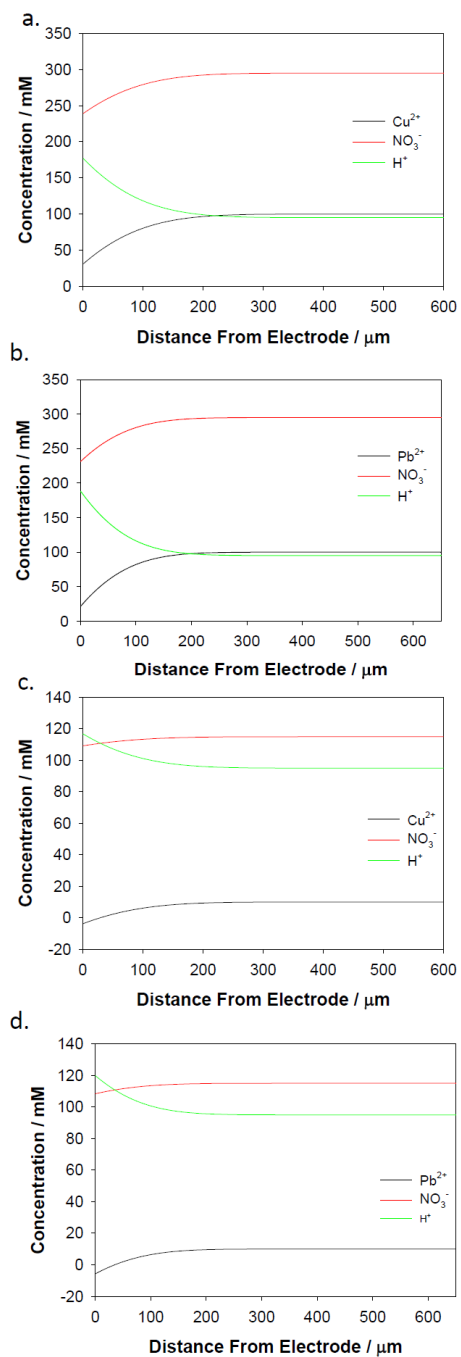 a.
350
300
250
200
150
100
50
0
Concentration / mM
Cu²⁺
NO₃⁻
H⁺
0 100 200 300 400 500 600
Distance From Electrode / μm
b.
350
300
250
200
150
100
50
0
Concentration / mM
Pb²⁺
NO₃⁻
H⁺
0 100 200 300 400 500 600
Distance From Electrode / μm
c.
140
120
100
80
60
40
20
0
-20
Concentration / mM
Cu²⁺
NO₃⁻
H⁺
0 100 200 300 400 500 600
Distance From Electrode / μm
d.
140
120
100
80
60
40
20
0
-20
Concentration / mM
Pb²⁺
NO₃⁻
H⁺
0 100 200 300 400 500 600
Distance From Electrode / μm